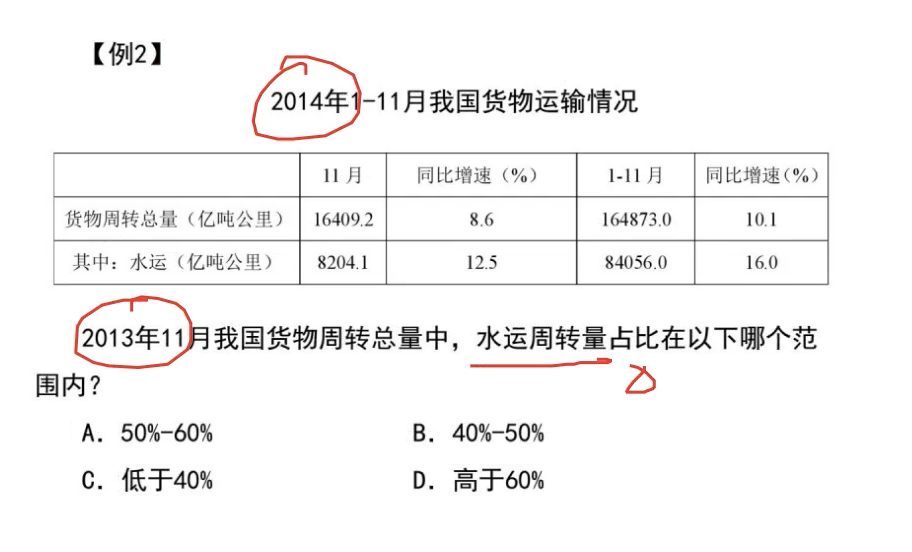 【例2】
2014年1-11月我国货物运输情况
11月 同比增速（%） 1-11月 同比增速（%）
货物周转总量（亿吨公里） 16409.2 8.6 164873.0 10.1
其中：水运（亿吨公里） 8204.1 12.5 84056.0 16.0
2013年11月我国货物周转总量中，水运周转量占比在以下哪个范
围内？
A. 50%-60% B. 40%-50%
C. 低于40% D. 高于60%